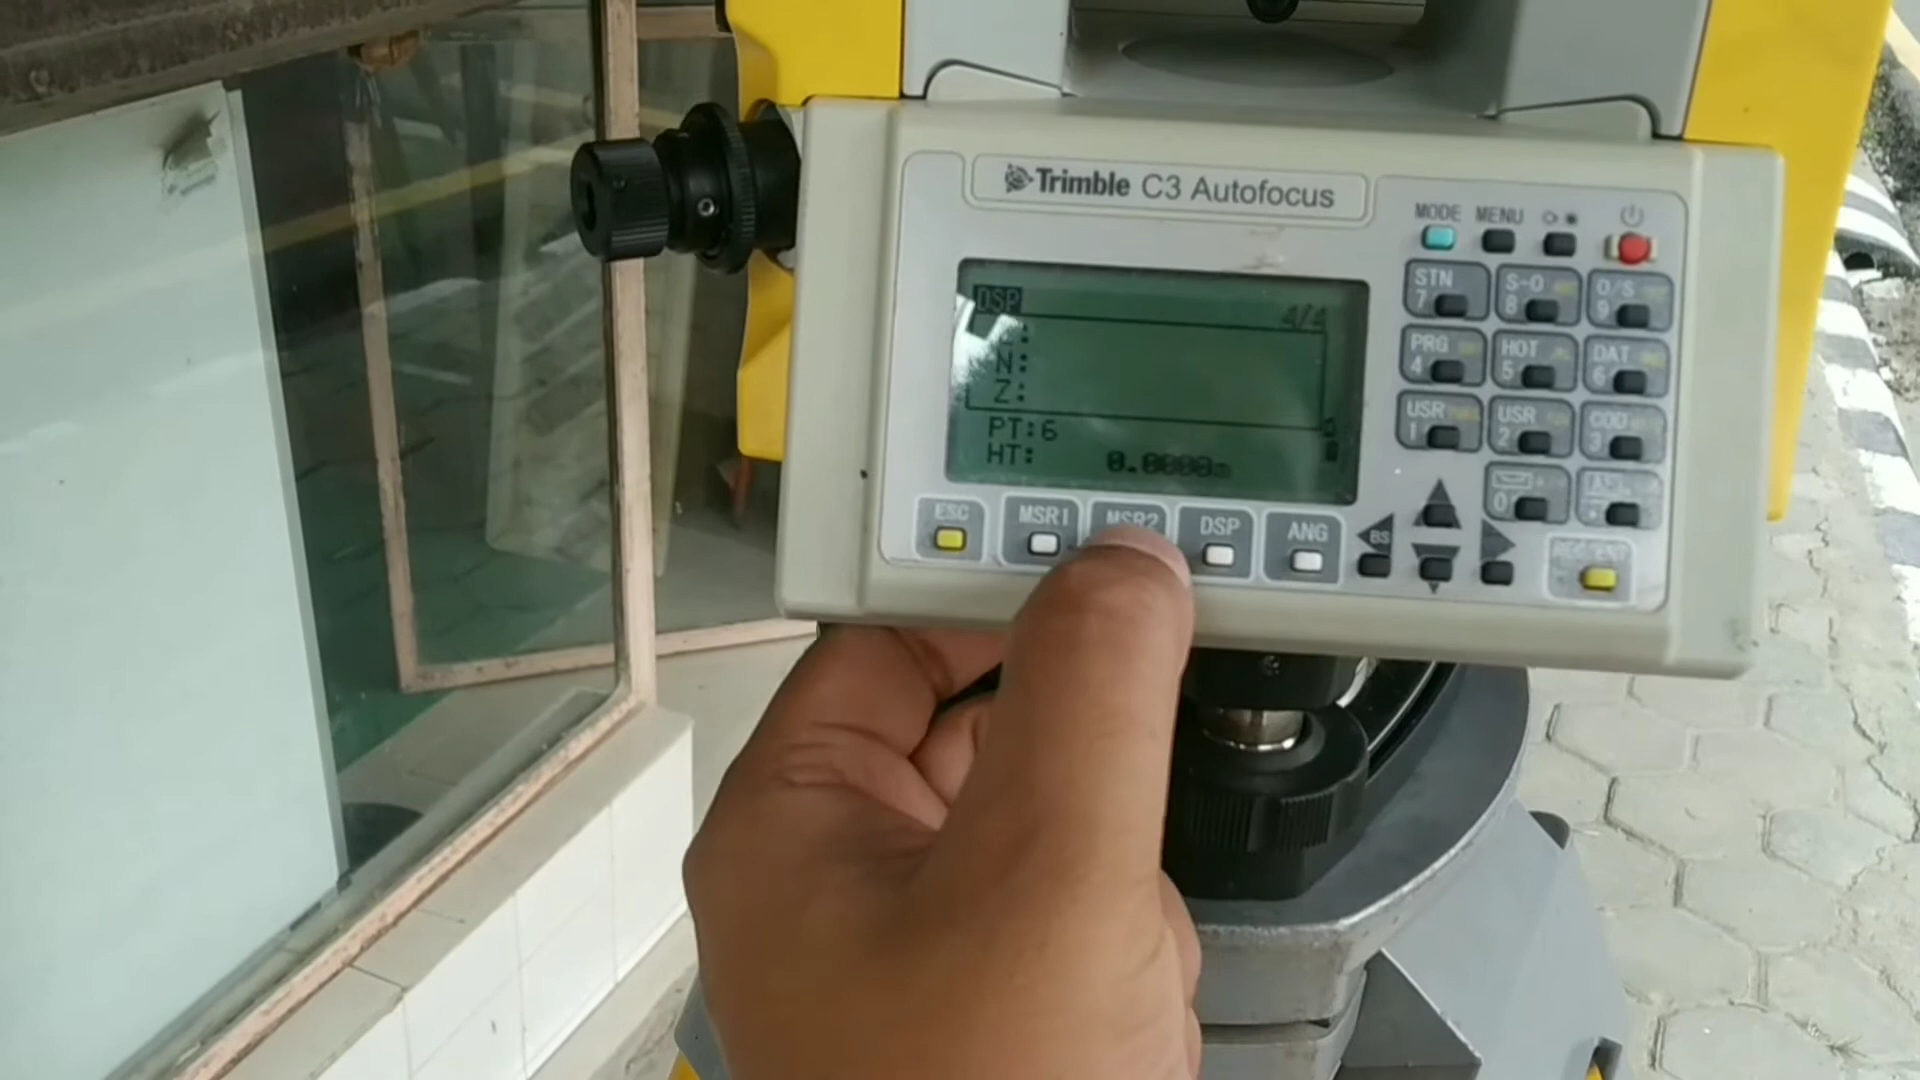 Trimble C3 Autofocus
MODE MENU
DSP 4/4
N:
Z:
PT:6
HT: 0.0000m
STN
7
S-O
8
O/S
9
PRG
4
HOT
5
DAT
6
USR
1
USR
2
COD
3
0
ESC
MSR1
MSR2
DSP
ANG
BS